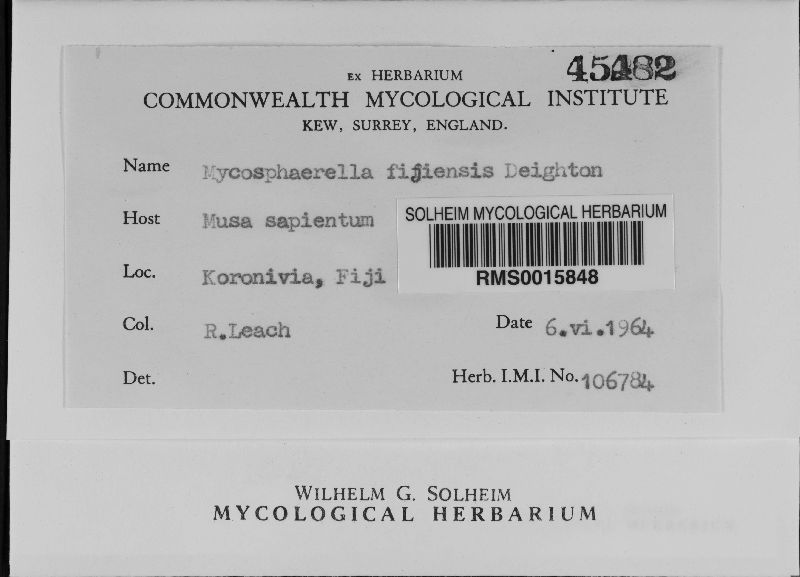 45482
EX HERBARIUM
COMMONWEALTH MYCOLOGICAL INSTITUTE
KEW, SURREY, ENGLAND.
Name Mycosphaerella fijiensis Deighton
Host Musa sapientum
SOLHEIM MYCOLOGICAL HERBARIUM
RMS0015848
Loc. Koronivia, Fiji
Col. R.Leach Date 6.vi.1964
Det. Herb. I.M.I. No. 106784
WILHELM G. SOLHEIM
MYCOLOGICAL HERBARIUM